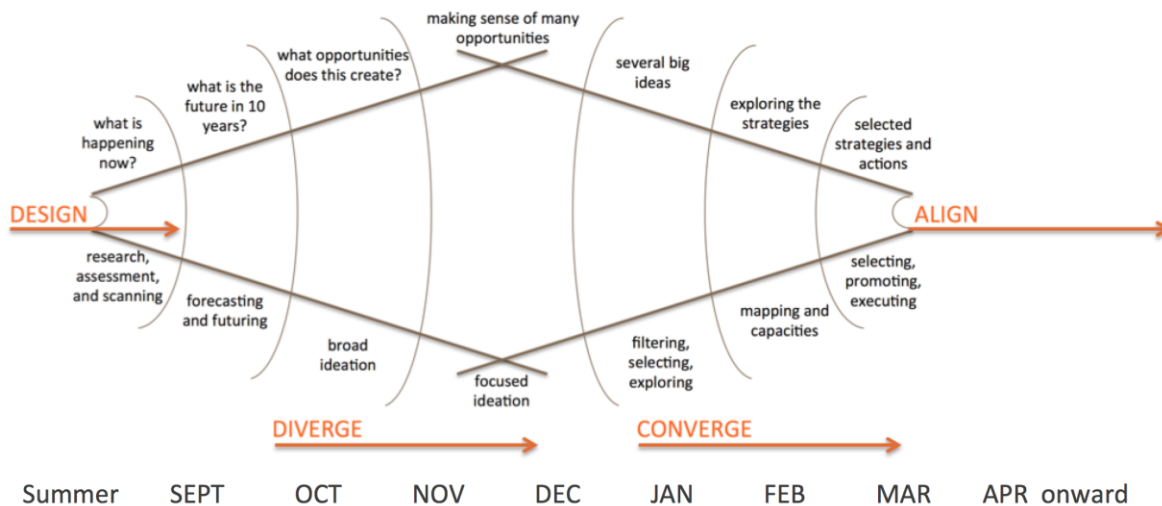 making sense of many
opportunities
what opportunities
does this create?
several big
ideas
what is the
future in 10
years?
exploring the
strategies
what is
happening
now?
selected
strategies and
actions
DESIGN
ALIGN
research,
assessment,
and scanning
selecting,
promoting,
executing
forecasting
and futuring
mapping and
capacities
broad
ideation
filtering,
selecting,
exploring
focused
ideation
DIVERGE
CONVERGE
Summer SEPT OCT NOV DEC JAN FEB MAR APR onward